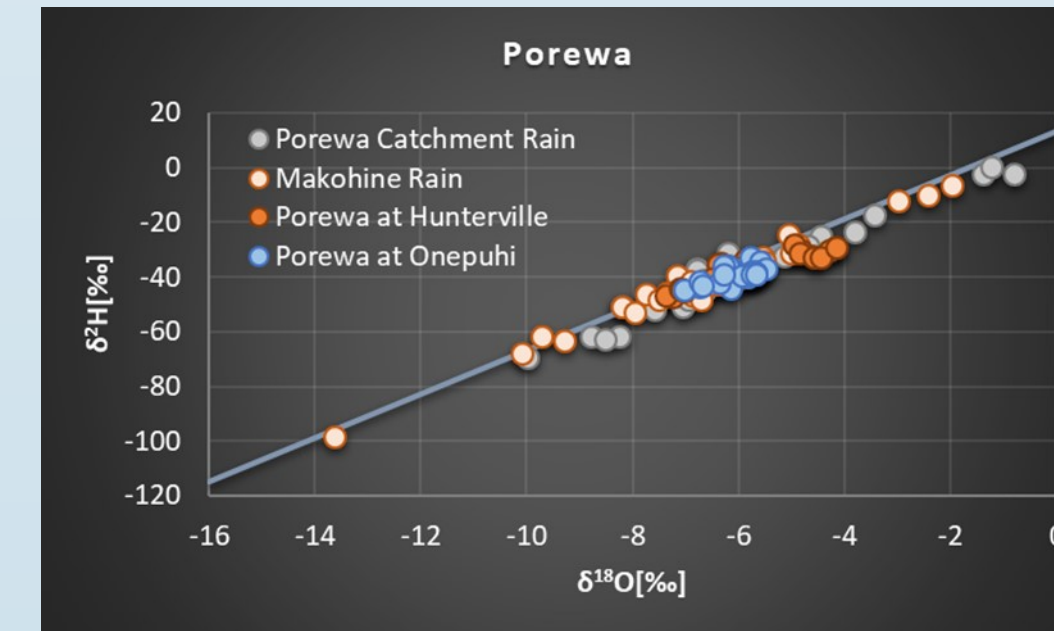 Porewa
20
0
-20
-40
-60
-80
-100
-120
Porewa Catchment Rain
Makohine Rain
Porewa at Hunterville
Porewa at Onepuhi
δ²H[‰]
-16 -14 -12 -10 -8 -6 -4 -2 0
δ¹⁸O[‰]